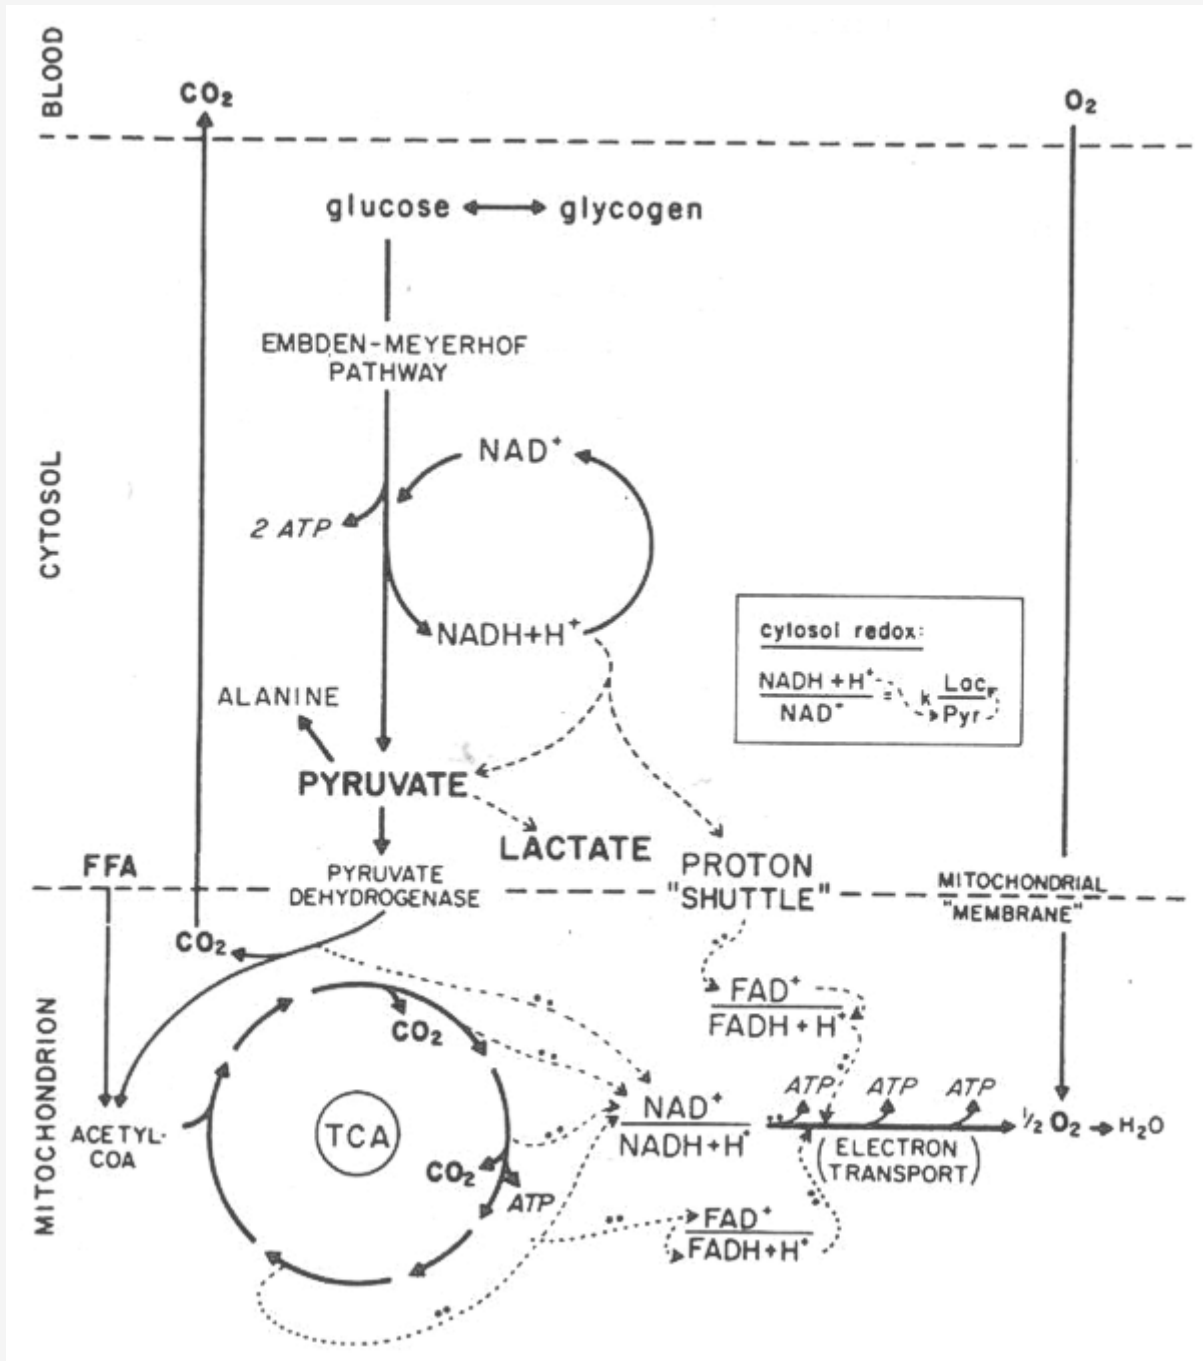 BLOOD
CO₂
O₂
glucose ⟷ glycogen
EMBDEN-MEYERHOF
PATHWAY
CYTOSOL
NAD⁺
2 ATP
NADH+H⁺
cytosol redox:
NADH + H⁺ = k Lac
NAD⁺ Pyr
ALANINE
PYRUVATE
LACTATE
FFA
PYRUVATE
DEHYDROGENASE
PROTON
"SHUTTLE"
MITOCHONDRIAL
"MEMBRANE"
CO₂
MITOCHONDRION
FAD⁺
FADH + H⁺
CO₂
ATP ATP ATP
NAD⁺
NADH+H⁺
½ O₂ → H₂O
(ELECTRON
TRANSPORT)
ACETYL-
COA
TCA
CO₂
ATP
FAD⁺
FADH+H⁺